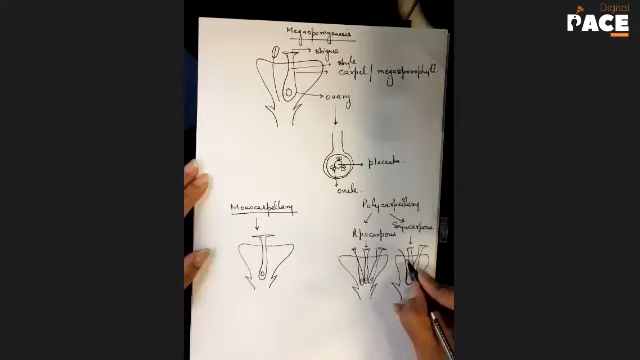 Digital
PACE
Megasporogenesis
stigma
style
carpel / megasporophyll
ovary
placenta
ovule
Monocarpellary
Polycarpellary
Apocarpous
Syncarpous